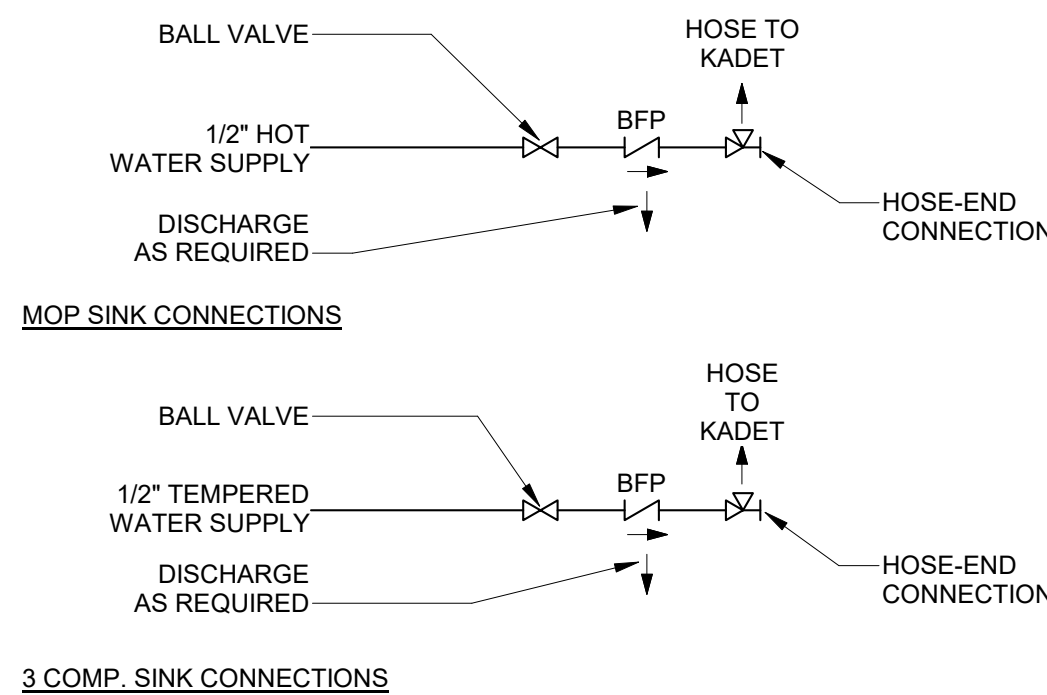 BALL VALVE
HOSE TO
KADET
1/2" HOT
WATER SUPPLY
BFP
DISCHARGE
AS REQUIRED
HOSE-END
CONNECTION
MOP SINK CONNECTIONS
BALL VALVE
HOSE
TO
KADET
1/2" TEMPERED
WATER SUPPLY
BFP
DISCHARGE
AS REQUIRED
HOSE-END
CONNECTION
3 COMP. SINK CONNECTIONS